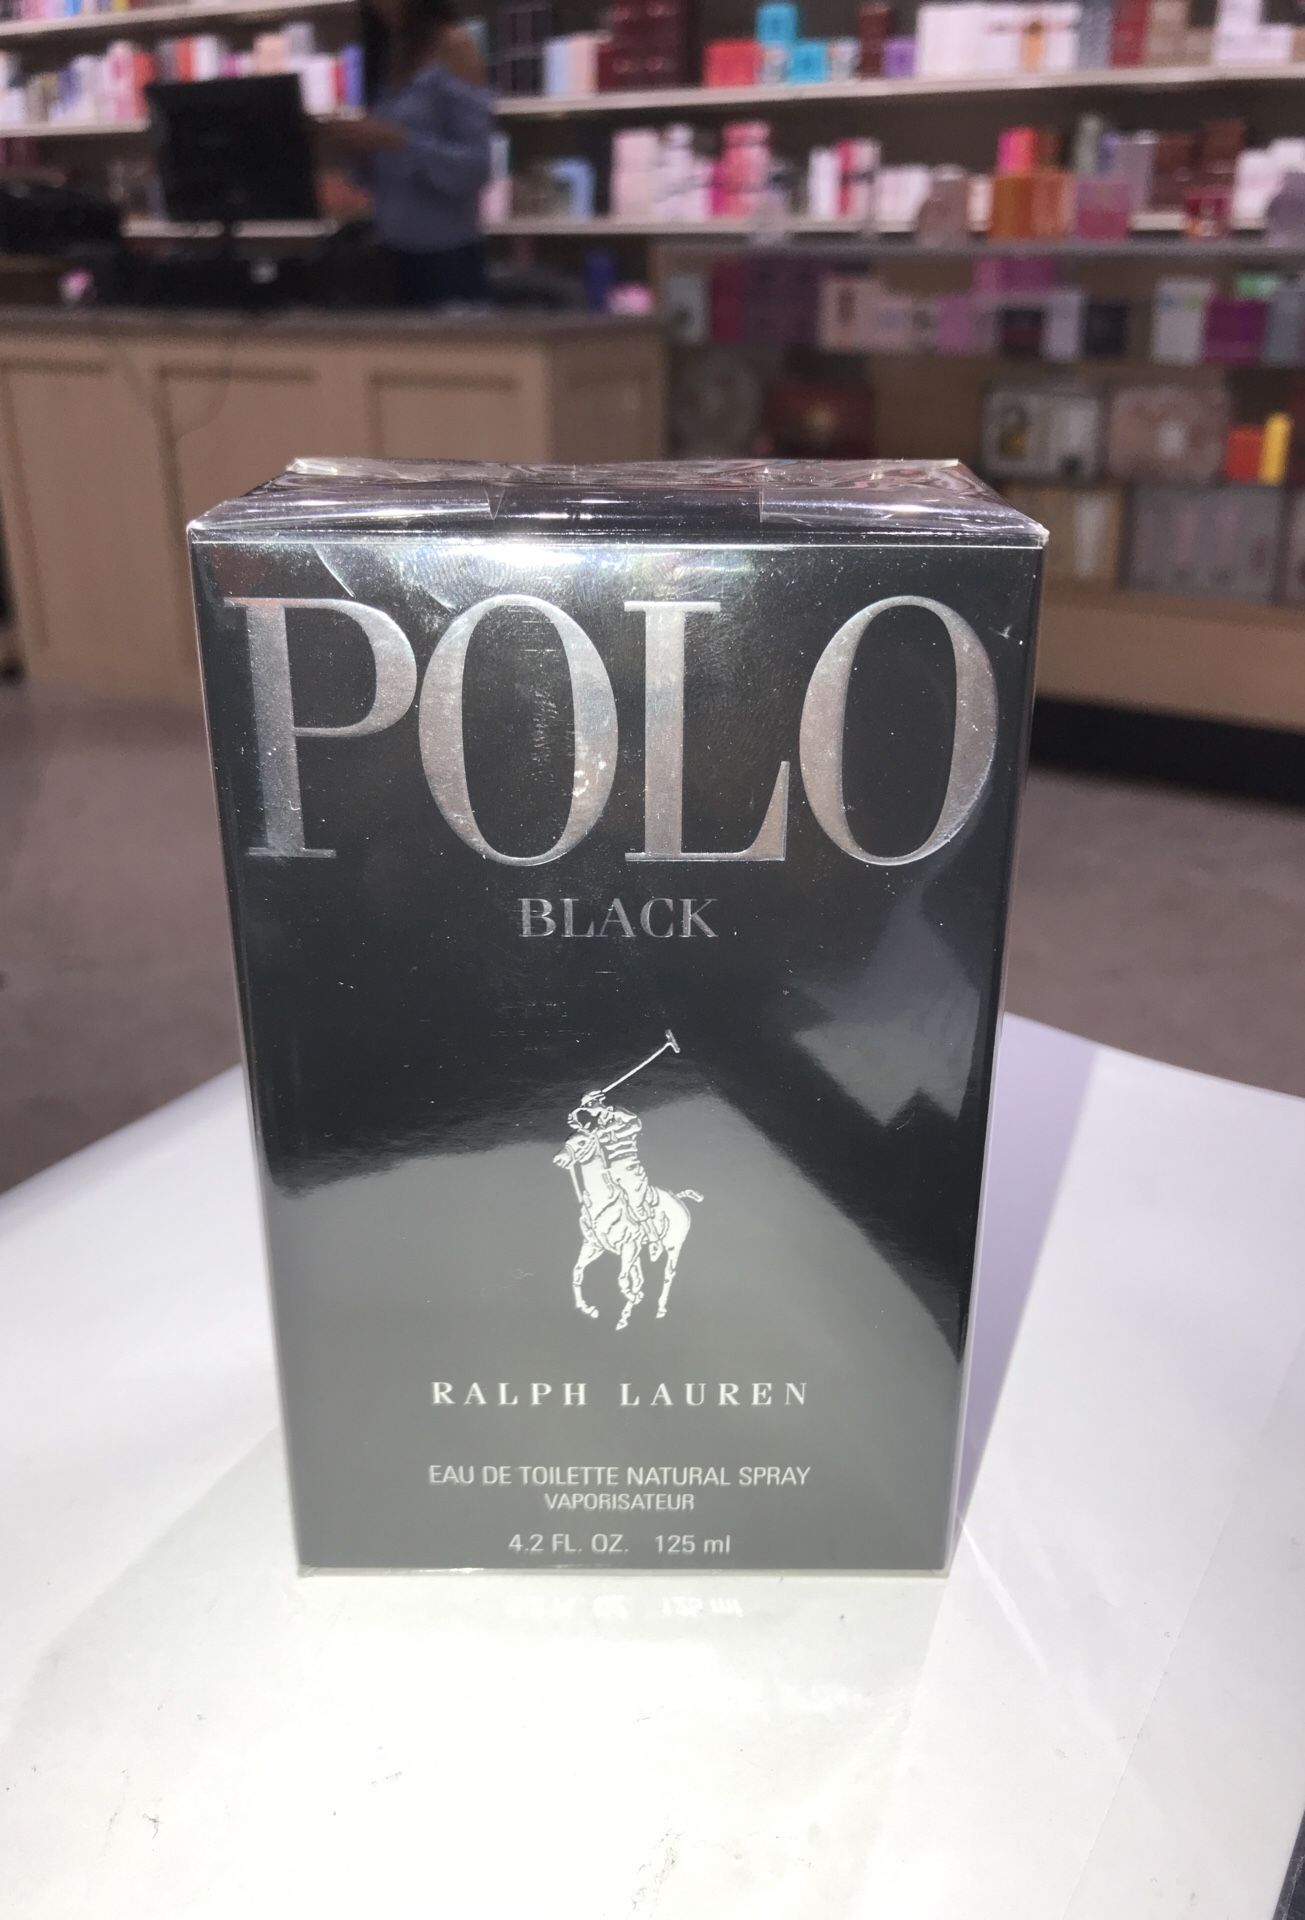 POLO
BLACK
RALPH LAUREN
EAU DE TOILETTE NATURAL SPRAY
VAPORISATEUR
4.2 FL. OZ. 125 ml